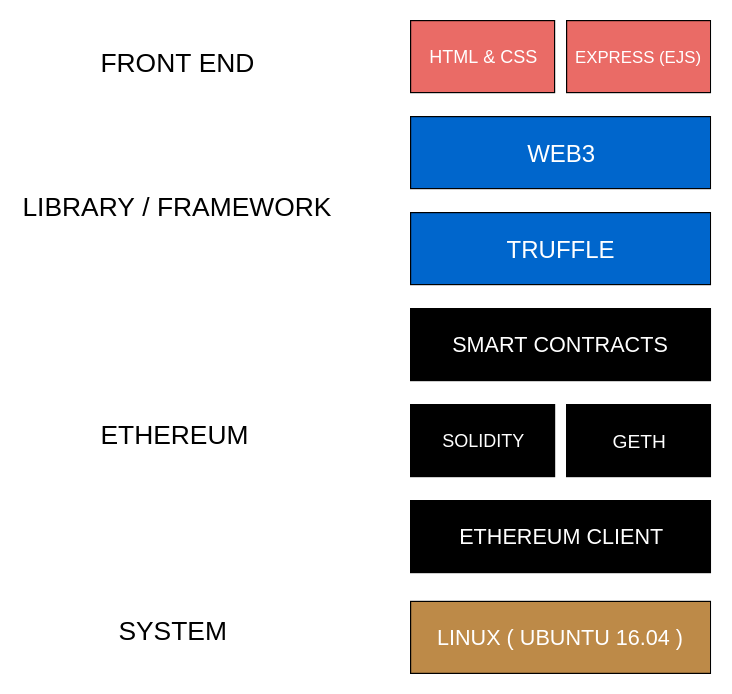 FRONT END
HTML & CSS
EXPRESS (EJS)
WEB3
LIBRARY / FRAMEWORK
TRUFFLE
SMART CONTRACTS
ETHEREUM
SOLIDITY
GETH
ETHEREUM CLIENT
SYSTEM
LINUX ( UBUNTU 16.04 )